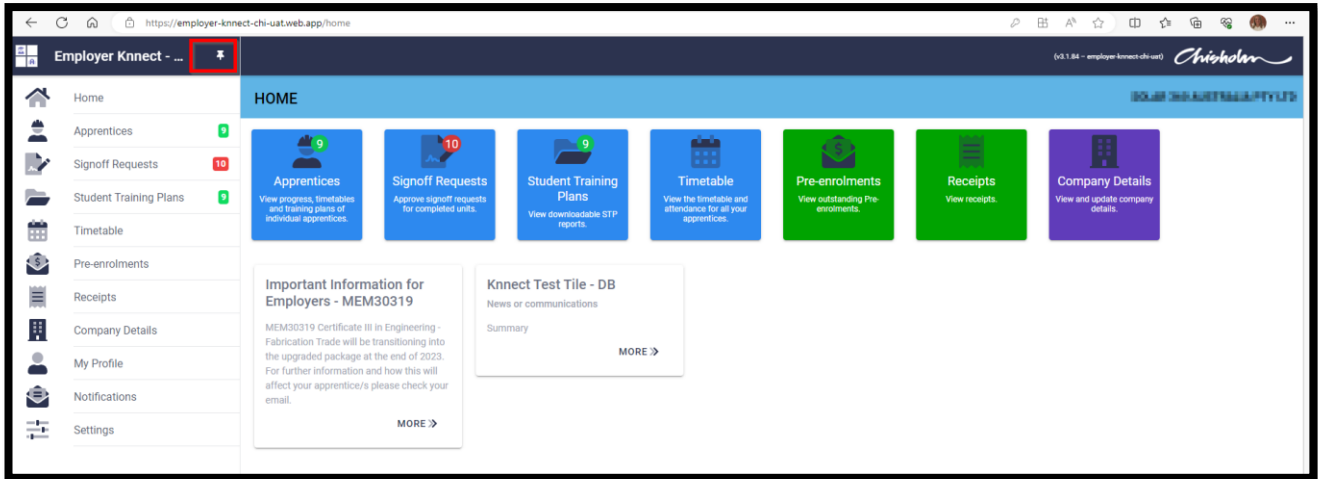 https://employer-knnect-chi-uat.web.app/home
Employer Knnect - ...
(v3.1.84 – employer-knnect-chi-uat)
Chisholm
Home
Apprentices 9
Signoff Requests 10
Student Training Plans 9
Timetable
Pre-enrolments
Receipts
Company Details
My Profile
Notifications
Settings
HOME
9
Apprentices
View progress, timetables
and training plans of
individual apprentices.
10
Signoff Requests
Approve signoff requests
for completed units.
9
Student Training
Plans
View downloadable STP
reports.
Timetable
View the timetable and
attendance for all your
apprentices.
Pre-enrolments
View outstanding Pre-
enrolments.
Receipts
View receipts.
Company Details
View and update company
details.
Important Information for
Employers - MEM30319
MEM30319 Certificate III in Engineering -
Fabrication Trade will be transitioning into
the upgraded package at the end of 2023.
For further information and how this will
affect your apprentice/s please check your
email.
MORE
Knnect Test Tile - DB
News or communications
Summary
MORE